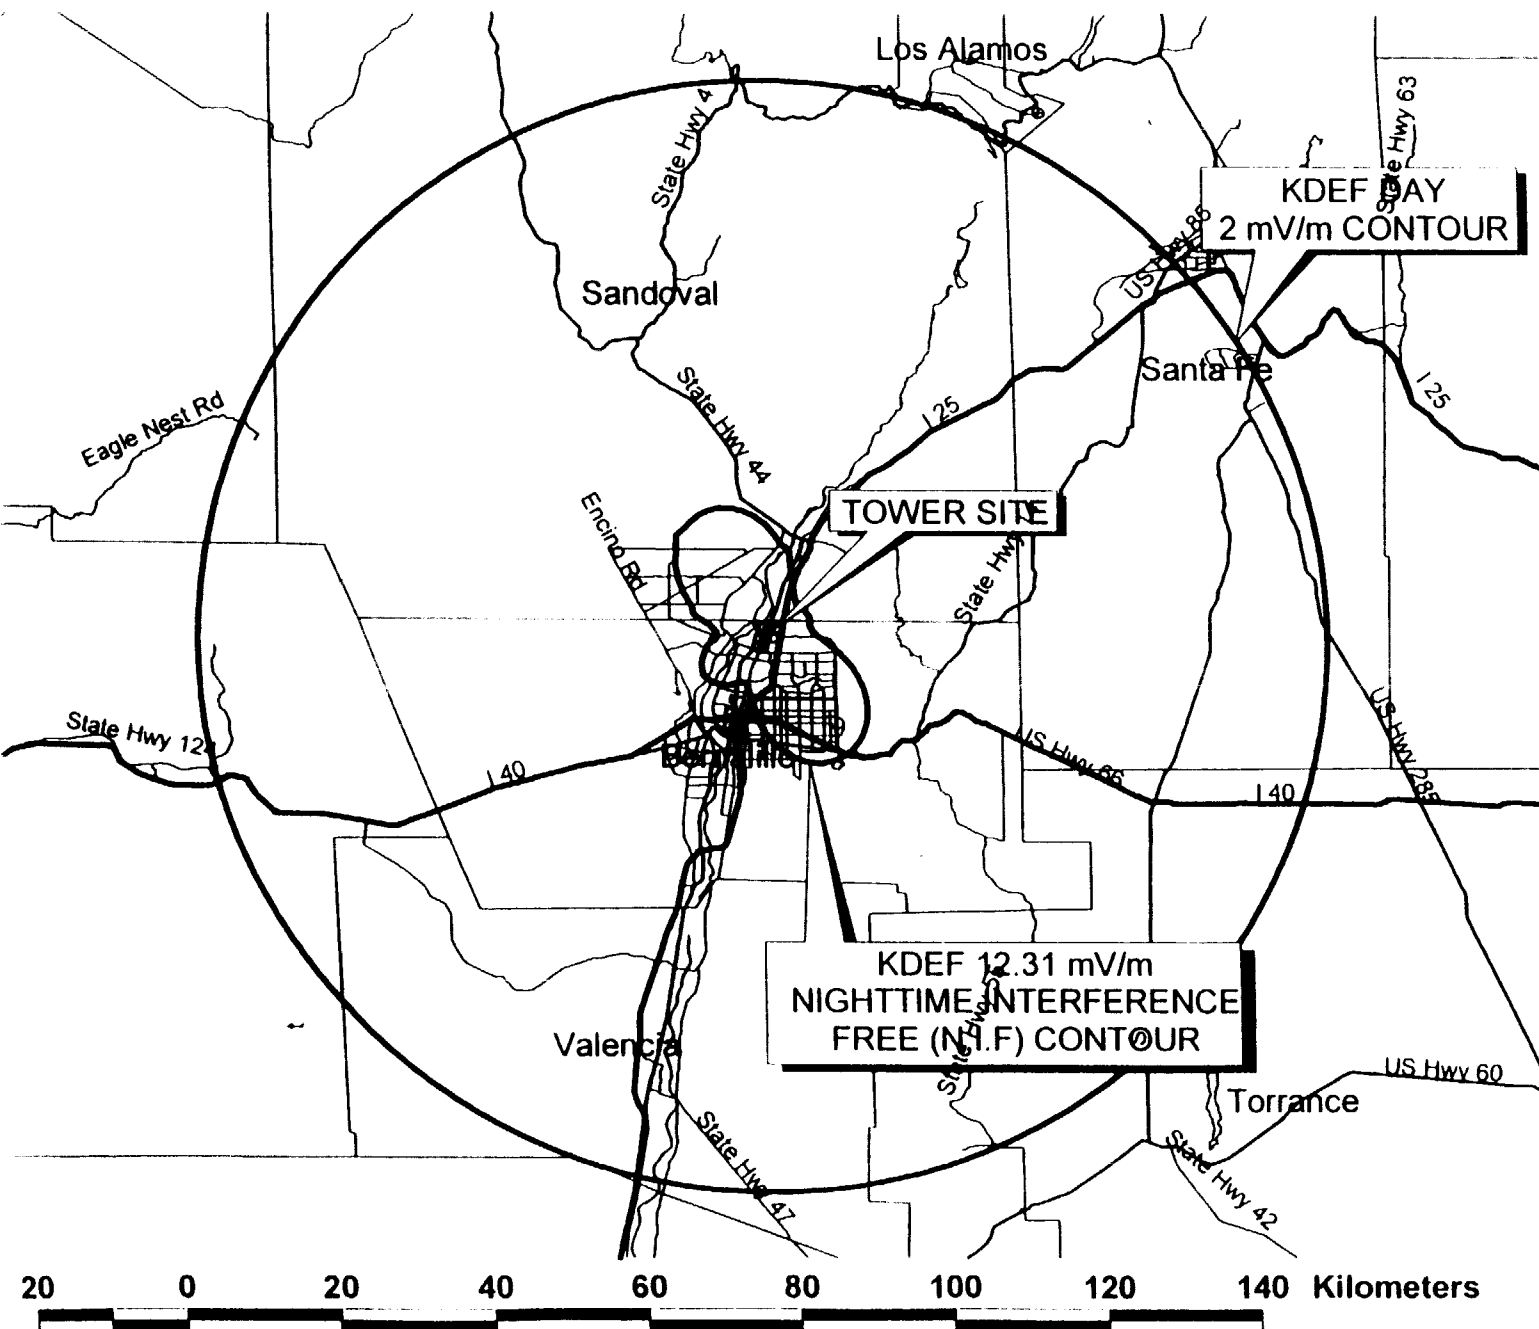 Los Alamos
State Hwy 4
State Hwy 63
KDEF DAY
2 mV/m CONTOUR
Sandoval
Santa Fe
I 25
I 25
Eagle Nest Rd
State Hwy 44
Encino Rd
TOWER SITE
State Hwy
State Hwy 124
I 40
US Hwy 66
I 40
US Hwy 285
KDEF 12.31 mV/m
NIGHTTIME INTERFERENCE
FREE (N.I.F) CONTOUR
State Hwy
Valencia
US Hwy 60
Torrance
State Hwy 47
State Hwy 42
20 0 20 40 60 80 100 120 140 Kilometers